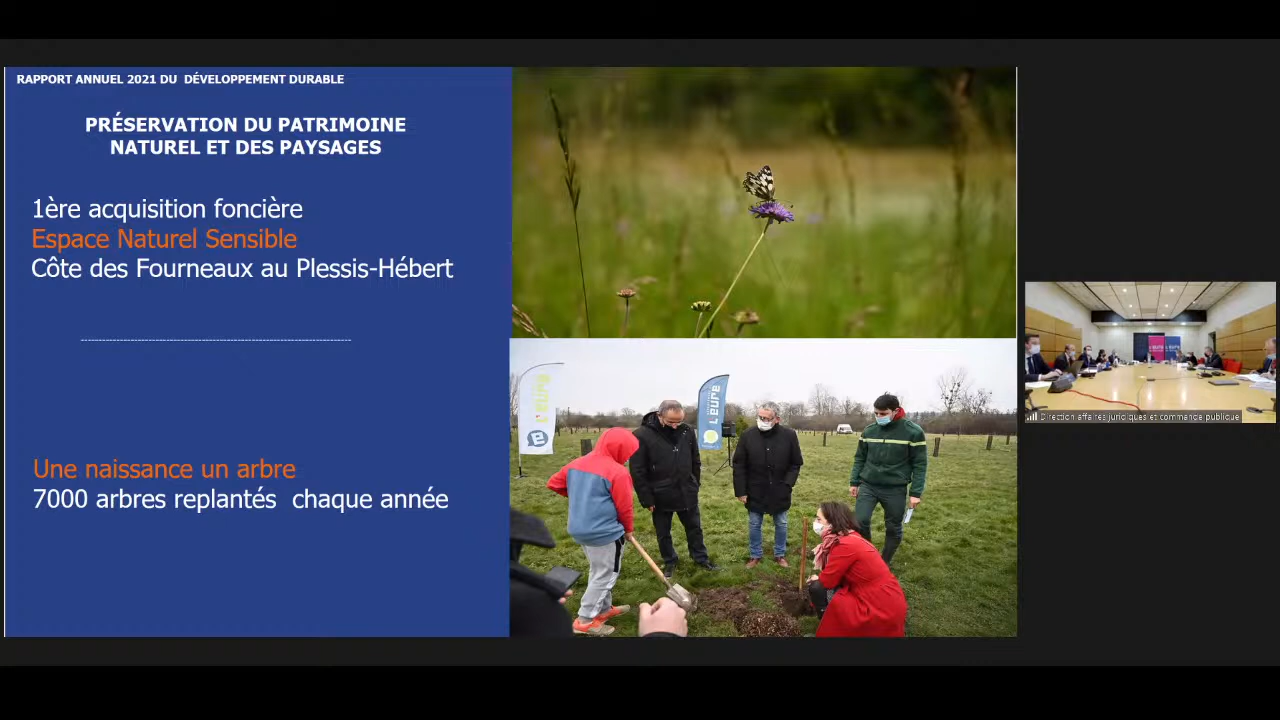 RAPPORT ANNUEL 2021 DU DÉVELOPPEMENT DURABLE
PRÉSERVATION DU PATRIMOINE
NATUREL ET DES PAYSAGES
1ère acquisition foncière
Espace Naturel Sensible
Côte des Fourneaux au Plessis-Hébert
Une naissance un arbre
7000 arbres replantés chaque année
l'eure
l'eure
Direction affaires juridiques et commande publique